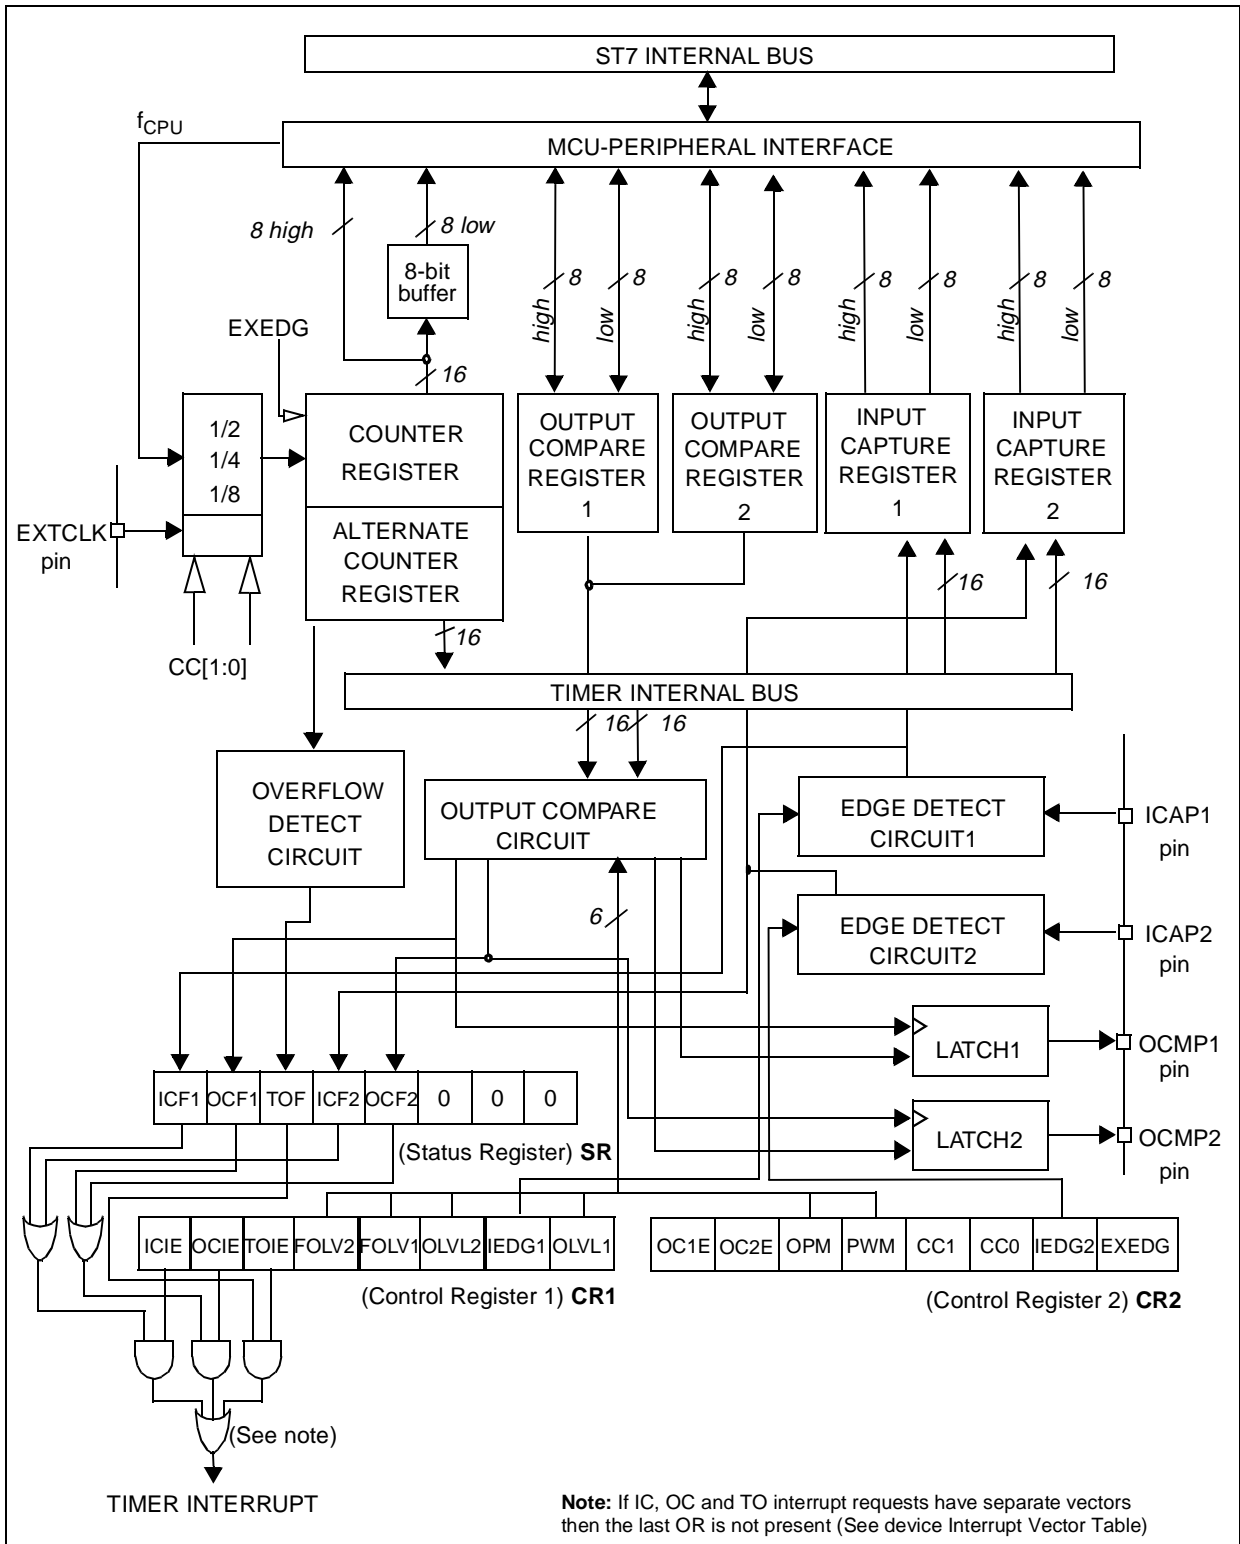 ST7 INTERNAL BUS
fCPU
MCU-PERIPHERAL INTERFACE
8 high
8 low
8-bit
buffer
EXEDG
16
high
8
low
8
high
8
low
8
high
8
low
8
high
8
low
8
1/2
1/4
1/8
COUNTER
REGISTER
ALTERNATE
COUNTER
REGISTER
OUTPUT
COMPARE
REGISTER
1
OUTPUT
COMPARE
REGISTER
2
INPUT
CAPTURE
REGISTER
1
INPUT
CAPTURE
REGISTER
2
EXTCLK
pin
CC[1:0]
16
16
16
TIMER INTERNAL BUS
16
16
OVERFLOW
DETECT
CIRCUIT
OUTPUT COMPARE
CIRCUIT
6
EDGE DETECT
CIRCUIT1
ICAP1
pin
EDGE DETECT
CIRCUIT2
ICAP2
pin
LATCH1
OCMP1
pin
LATCH2
OCMP2
pin
ICF1 OCF1 TOF ICF2 OCF2 0 0 0
(Status Register) SR
ICIE OCIE TOIE FOLV2 FOLV1 OLVL2 IEDG1 OLVL1
(Control Register 1) CR1
OC1E OC2E OPM PWM CC1 CC0 IEDG2 EXEDG
(Control Register 2) CR2
(See note)
TIMER INTERRUPT
Note: If IC, OC and TO interrupt requests have separate vectors
then the last OR is not present (See device Interrupt Vector Table)